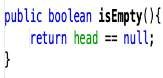 public boolean isEmpty(){
    return head == null;
}